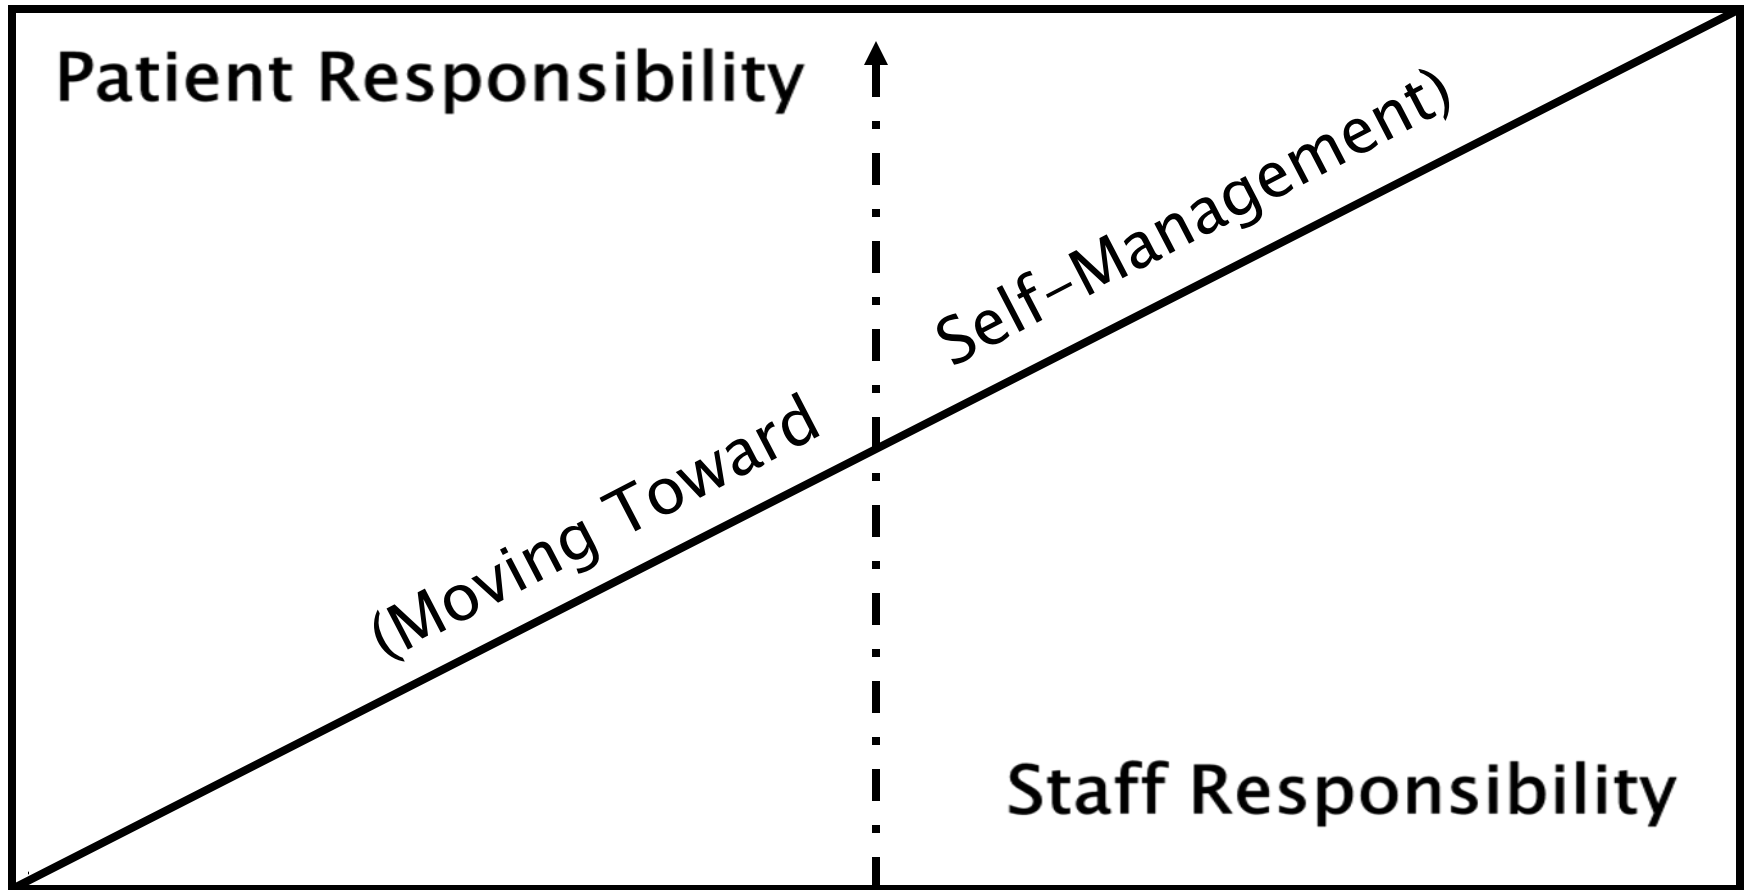 Patient Responsibility
(Moving Toward Self-Management)
Staff Responsibility